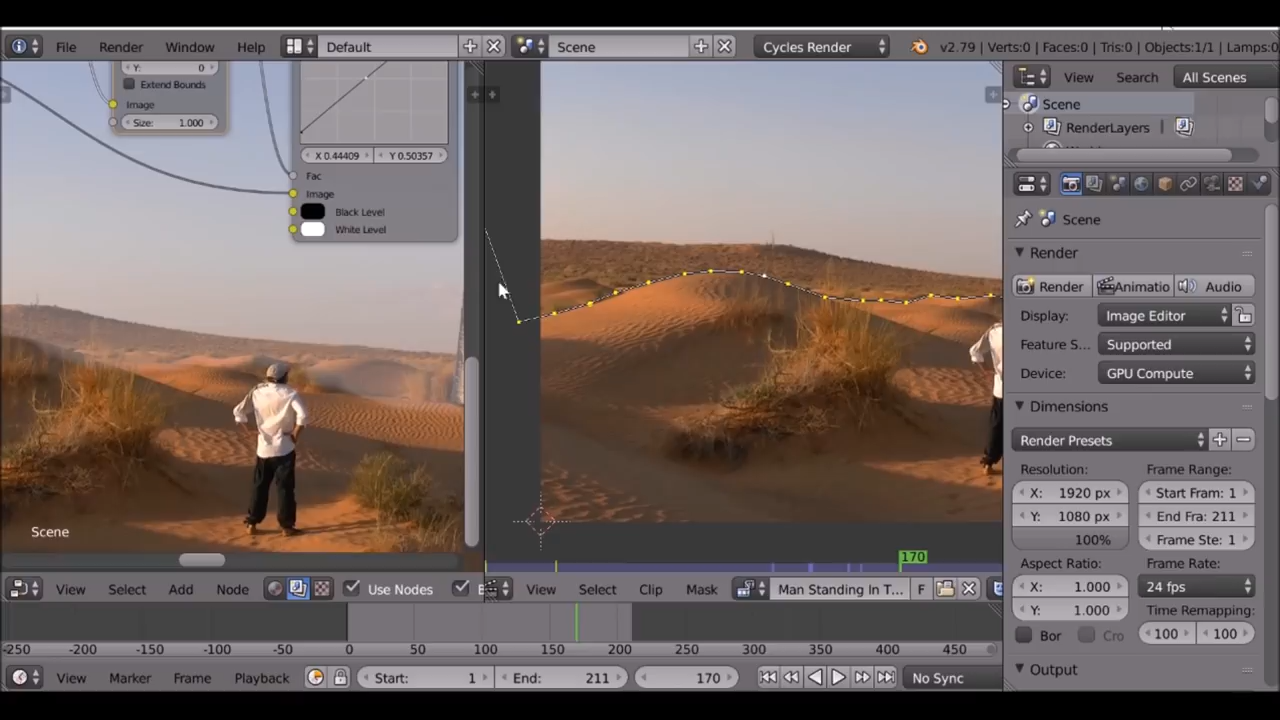 File Render Window Help Default Scene Cycles Render v2.79 | Verts:0 | Faces:0 | Tris:0 | Objects:1/1 | Lamps:0
Y: 0
Extend Bounds
Image
Size: 1.000
X 0.44409 Y 0.50357
Fac
Image
Black Level
White Level
Scene
View Select Add Node Use Nodes
170
View Select Clip Mask Man Standing In T... F
View Search All Scenes
Scene
RenderLayers
Scene
Render
Render Animatio Audio
Display: Image Editor
Feature S... Supported
Device: GPU Compute
Dimensions
Render Presets
Resolution: Frame Range:
X: 1920 px Start Fram: 1
Y: 1080 px End Fra: 211
100% Frame Ste: 1
Aspect Ratio: Frame Rate:
X: 1.000 24 fps
Y: 1.000 Time Remapping:
Bor Cro 100 100
Output
-250 -200 -150 -100 -50 0 50 100 150 200 250 300 350 400 450
View Marker Frame Playback Start: 1 End: 211 170 No Sync